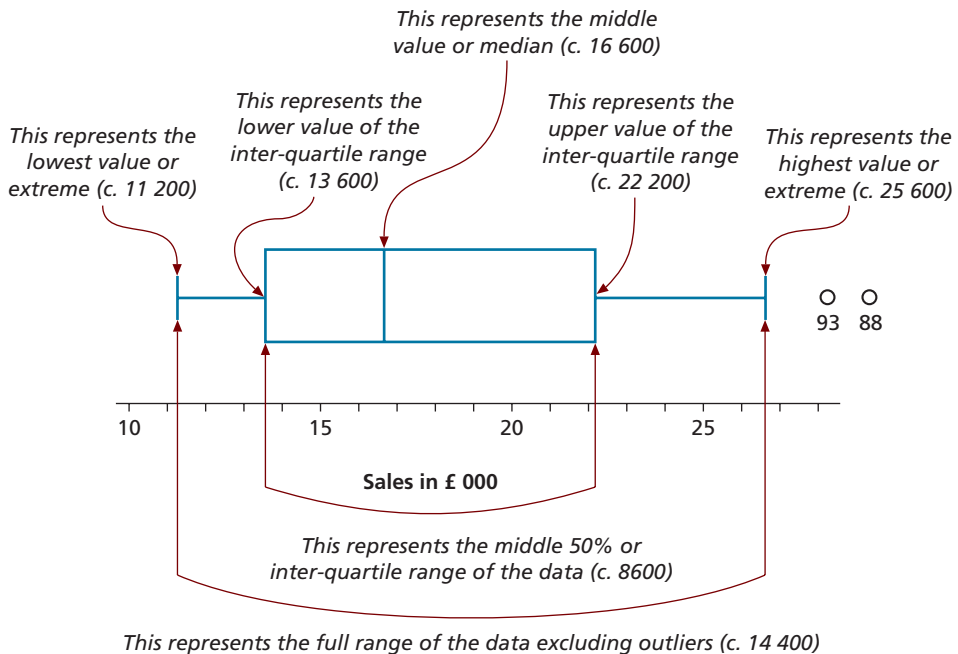 This represents the middle
value or median (c. 16 600)
This represents the
lower value of the
inter-quartile range
(c. 13 600)
This represents the
upper value of the
inter-quartile range
(c. 22 200)
This represents the
lowest value or
extreme (c. 11 200)
This represents the
highest value or
extreme (c. 25 600)
93 88
10 15 20 25
Sales in £ 000
This represents the middle 50% or
inter-quartile range of the data (c. 8600)
This represents the full range of the data excluding outliers (c. 14 400)